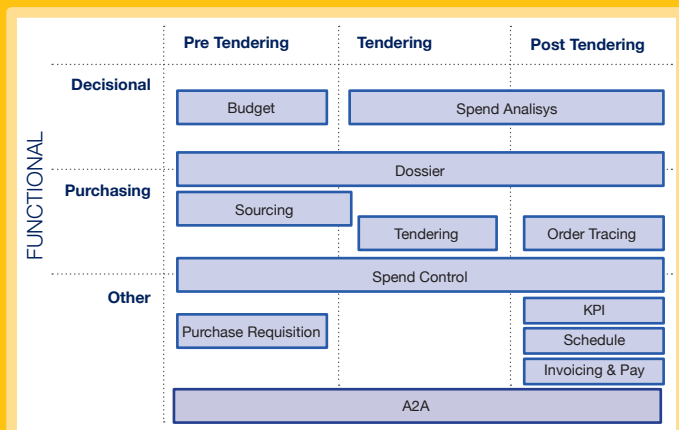 Pre Tendering
Tendering
Post Tendering
FUNCTIONAL
Decisional
Budget
Spend Analisys
Dossier
Purchasing
Sourcing
Tendering
Order Tracing
Spend Control
Other
KPI
Purchase Requisition
Schedule
Invoicing & Pay
A2A